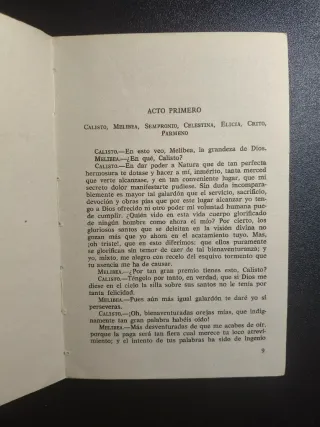 ACTO PRIMERO
CALISTO, MELIBEA, SEMPRONIO, CELESTINA, ELICIA, CRITO,
PARMENO
CALISTO.—En esto veo, Melibea, la grandeza de Dios.
MELIBEA.—¿En qué, Calisto?
CALISTO.—En dar poder a Natura que de tan perfecta
hermosura te dotase y hacer a mí, inmérito, tanta merced
que verte alcanzase, y en tan conveniente lugar, que mi
secreto dolor manifestarte pudiese. Sin duda incomparable-
mente es mayor tal galardón que el servicio, sacrificio,
devoción y obras pías que por este lugar alcanzar yo tengo
a Dios ofrecido ni otro poder mi voluntad humana puede
de cumplir. ¿Quién vido en esta vida cuerpo glorificado
de ningún hombre como ahora el mío? Por cierto, los
gloriosos santos que se deleitan en la visión divina no
gozan más que yo ahora en el acatamiento tuyo. Mas,
¡oh triste!, que en esto diferimos: que ellos puramente
se glorifican sin temor de caer de tal bienaventuranza; y
yo, mixto, me alegro con recelo del esquivo tormento que
tu esencia me ha de causar.
MELIBEA.—¿Por tan gran premio tienes esto, Calisto?
CALISTO.—Téngolo por tanto, en verdad, que si Dios me
diese en el cielo la silla sobre sus santos no lo tenía por
tanta felicidad.
MELIBEA.—Pues aún más igual galardón te daré yo si
perseveras.
CALISTO.—¡Oh, bienaventuradas orejas mías, que indig-
namente tan gran palabra habéis oído!
MELIBEA.—Más desventuradas de que me acabes de oír,
porque la paga será tan fiera cual merece tu loco atrevi-
miento; y el intento de tus palabras ha sido de ingenio
9